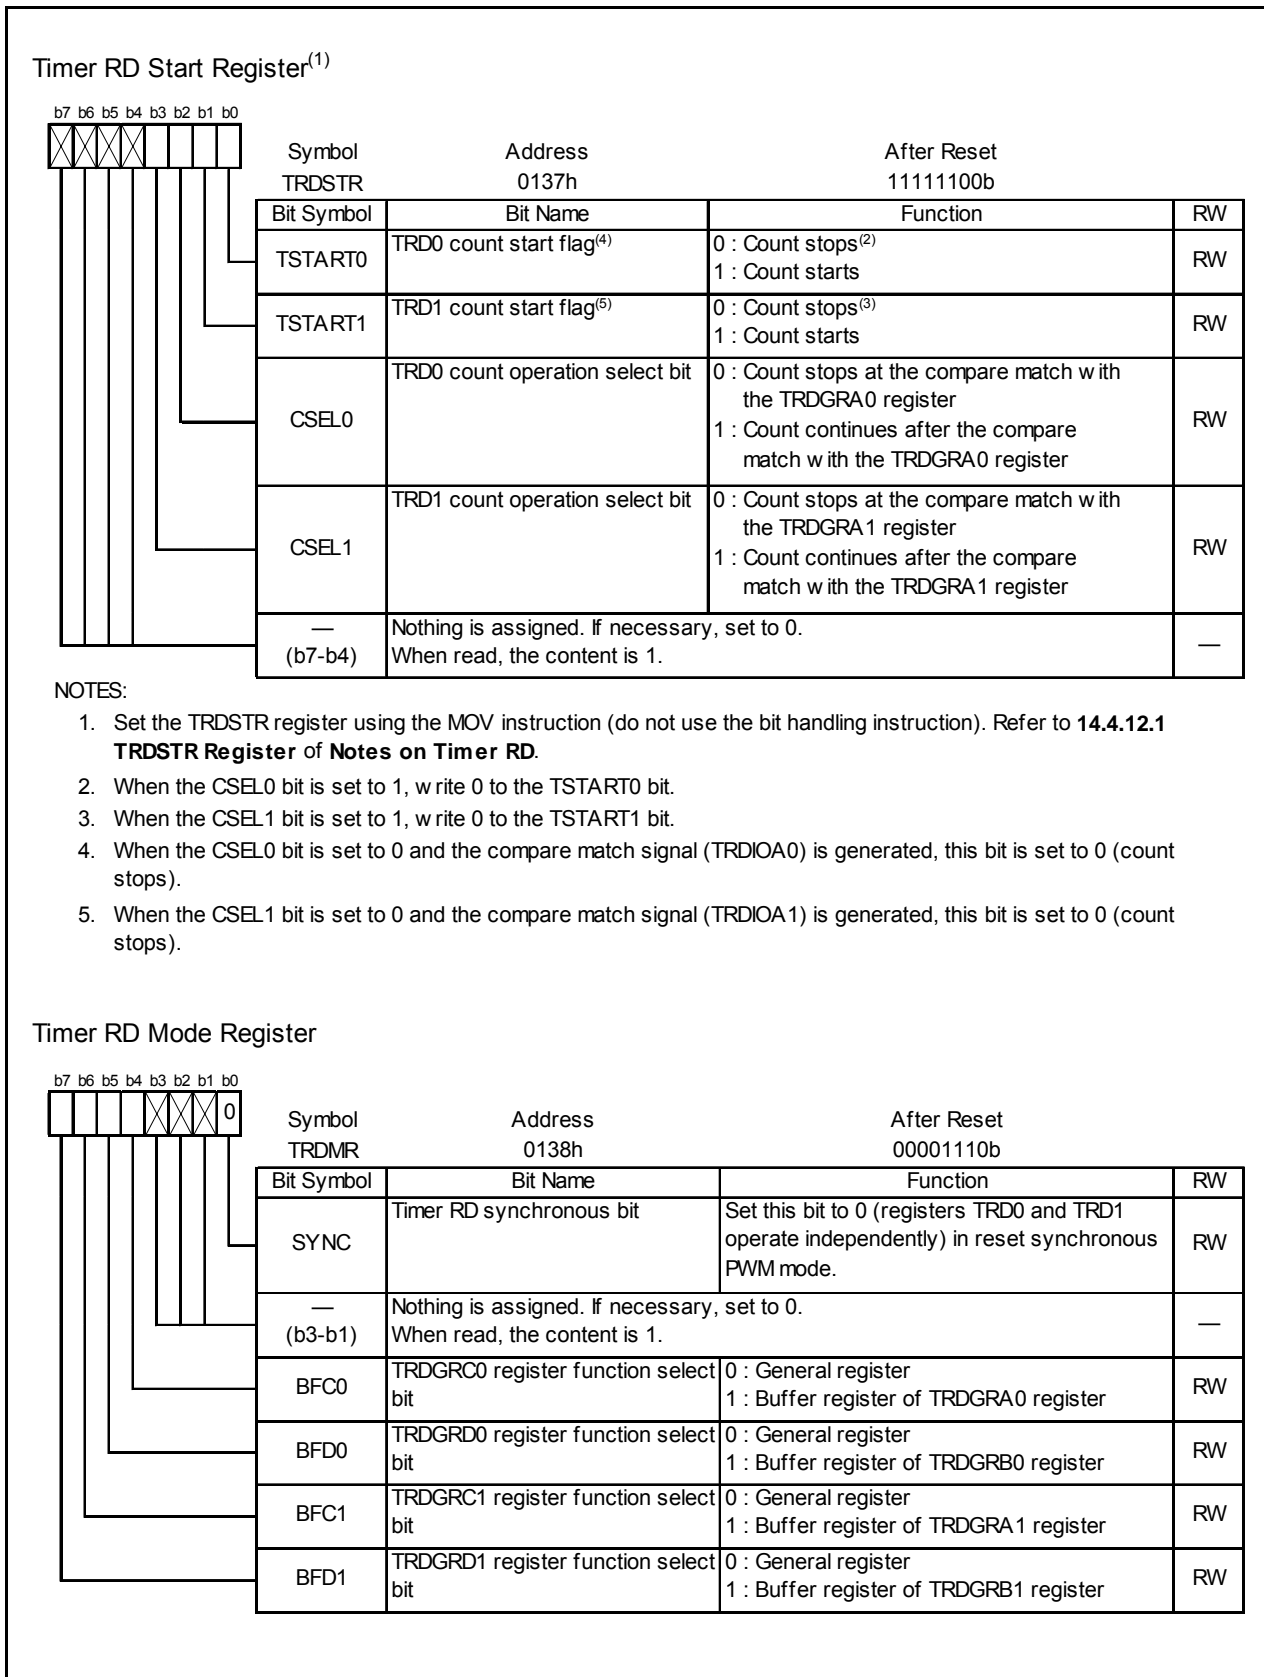 Timer RD Start Register(1)
b7 b6 b5 b4 b3 b2 b1 b0
Symbol Address After Reset
TRDSTR 0137h 11111100b
Bit Symbol Bit Name Function RW
TSTART0 TRD0 count start flag(4) 0 : Count stops(2) RW
1 : Count starts
TSTART1 TRD1 count start flag(5) 0 : Count stops(3) RW
1 : Count starts
CSEL0 TRD0 count operation select bit 0 : Count stops at the compare match with RW
the TRDGRA0 register
1 : Count continues after the compare
match with the TRDGRA0 register
CSEL1 TRD1 count operation select bit 0 : Count stops at the compare match with RW
the TRDGRA1 register
1 : Count continues after the compare
match with the TRDGRA1 register
— Nothing is assigned. If necessary, set to 0. —
(b7-b4) When read, the content is 1.
NOTES:
1. Set the TRDSTR register using the MOV instruction (do not use the bit handling instruction). Refer to 14.4.12.1
TRDSTR Register of Notes on Timer RD.
2. When the CSEL0 bit is set to 1, write 0 to the TSTART0 bit.
3. When the CSEL1 bit is set to 1, write 0 to the TSTART1 bit.
4. When the CSEL0 bit is set to 0 and the compare match signal (TRDIOA0) is generated, this bit is set to 0 (count
stops).
5. When the CSEL1 bit is set to 0 and the compare match signal (TRDIOA1) is generated, this bit is set to 0 (count
stops).
Timer RD Mode Register
b7 b6 b5 b4 b3 b2 b1 b0
0
Symbol Address After Reset
TRDMR 0138h 00001110b
Bit Symbol Bit Name Function RW
SYNC Timer RD synchronous bit Set this bit to 0 (registers TRD0 and TRD1 RW
operate independently) in reset synchronous
PWM mode.
— Nothing is assigned. If necessary, set to 0. —
(b3-b1) When read, the content is 1.
BFC0 TRDGRC0 register function select 0 : General register RW
bit 1 : Buffer register of TRDGRA0 register
BFD0 TRDGRD0 register function select 0 : General register RW
bit 1 : Buffer register of TRDGRB0 register
BFC1 TRDGRC1 register function select 0 : General register RW
bit 1 : Buffer register of TRDGRA1 register
BFD1 TRDGRD1 register function select 0 : General register RW
bit 1 : Buffer register of TRDGRB1 register